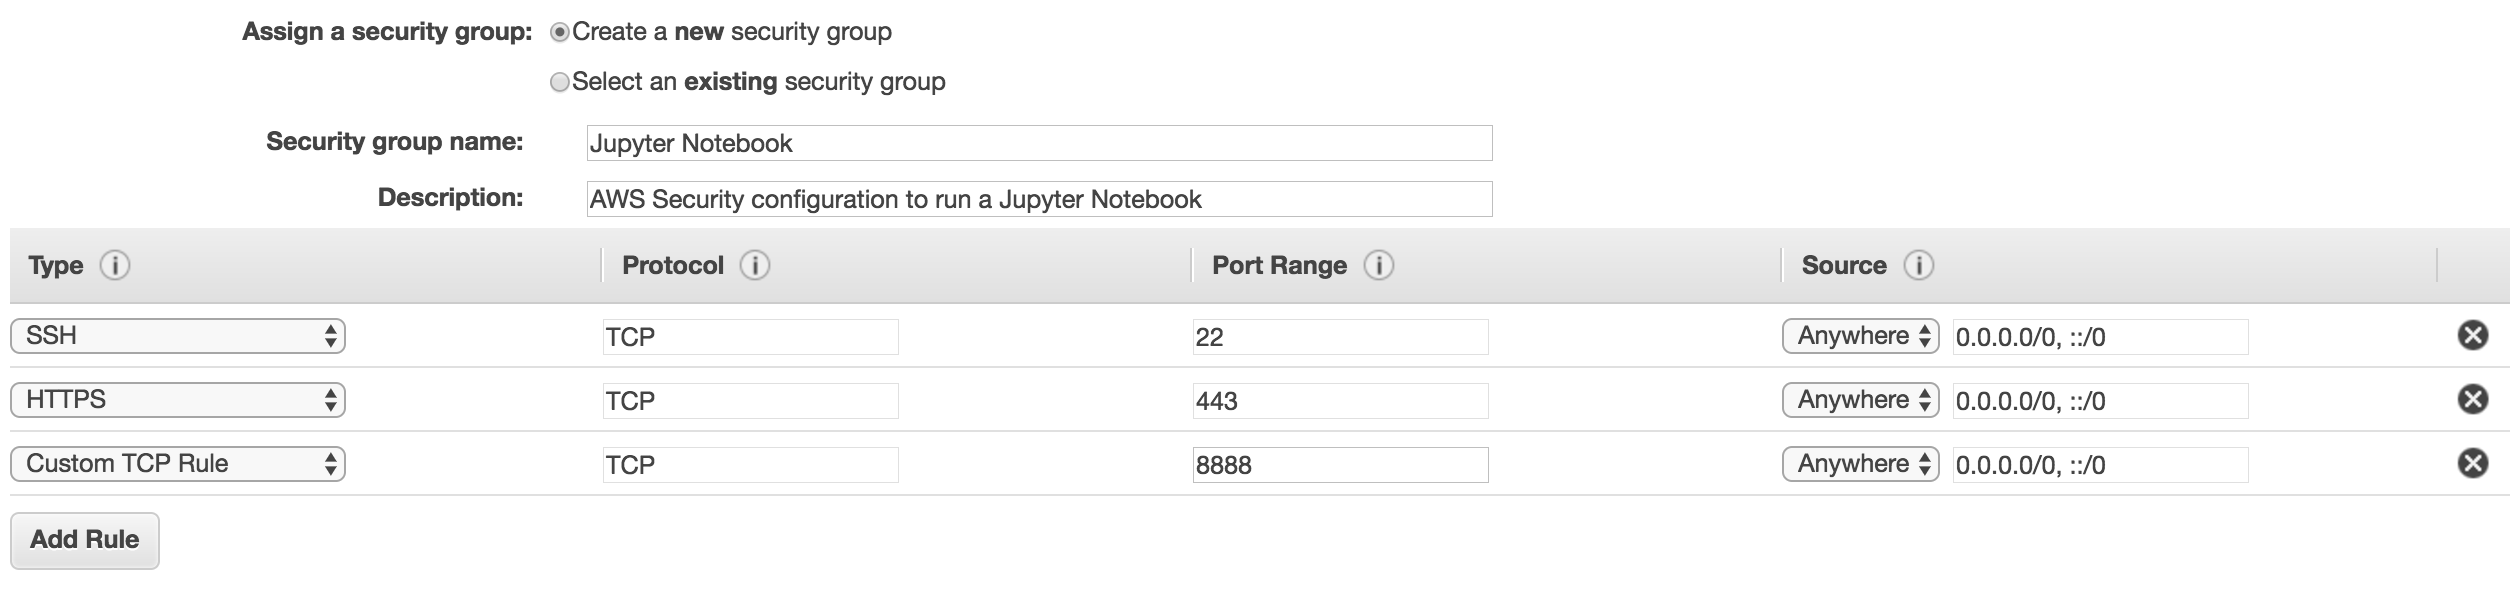 Assign a security group: Create a new security group
Select an existing security group
Security group name: Jupyter Notebook
Description: AWS Security configuration to run a Jupyter Notebook
Type i Protocol i Port Range i Source i
SSH TCP 22 Anywhere 0.0.0.0/0, ::/0
HTTPS TCP 443 Anywhere 0.0.0.0/0, ::/0
Custom TCP Rule TCP 8888 Anywhere 0.0.0.0/0, ::/0
Add Rule